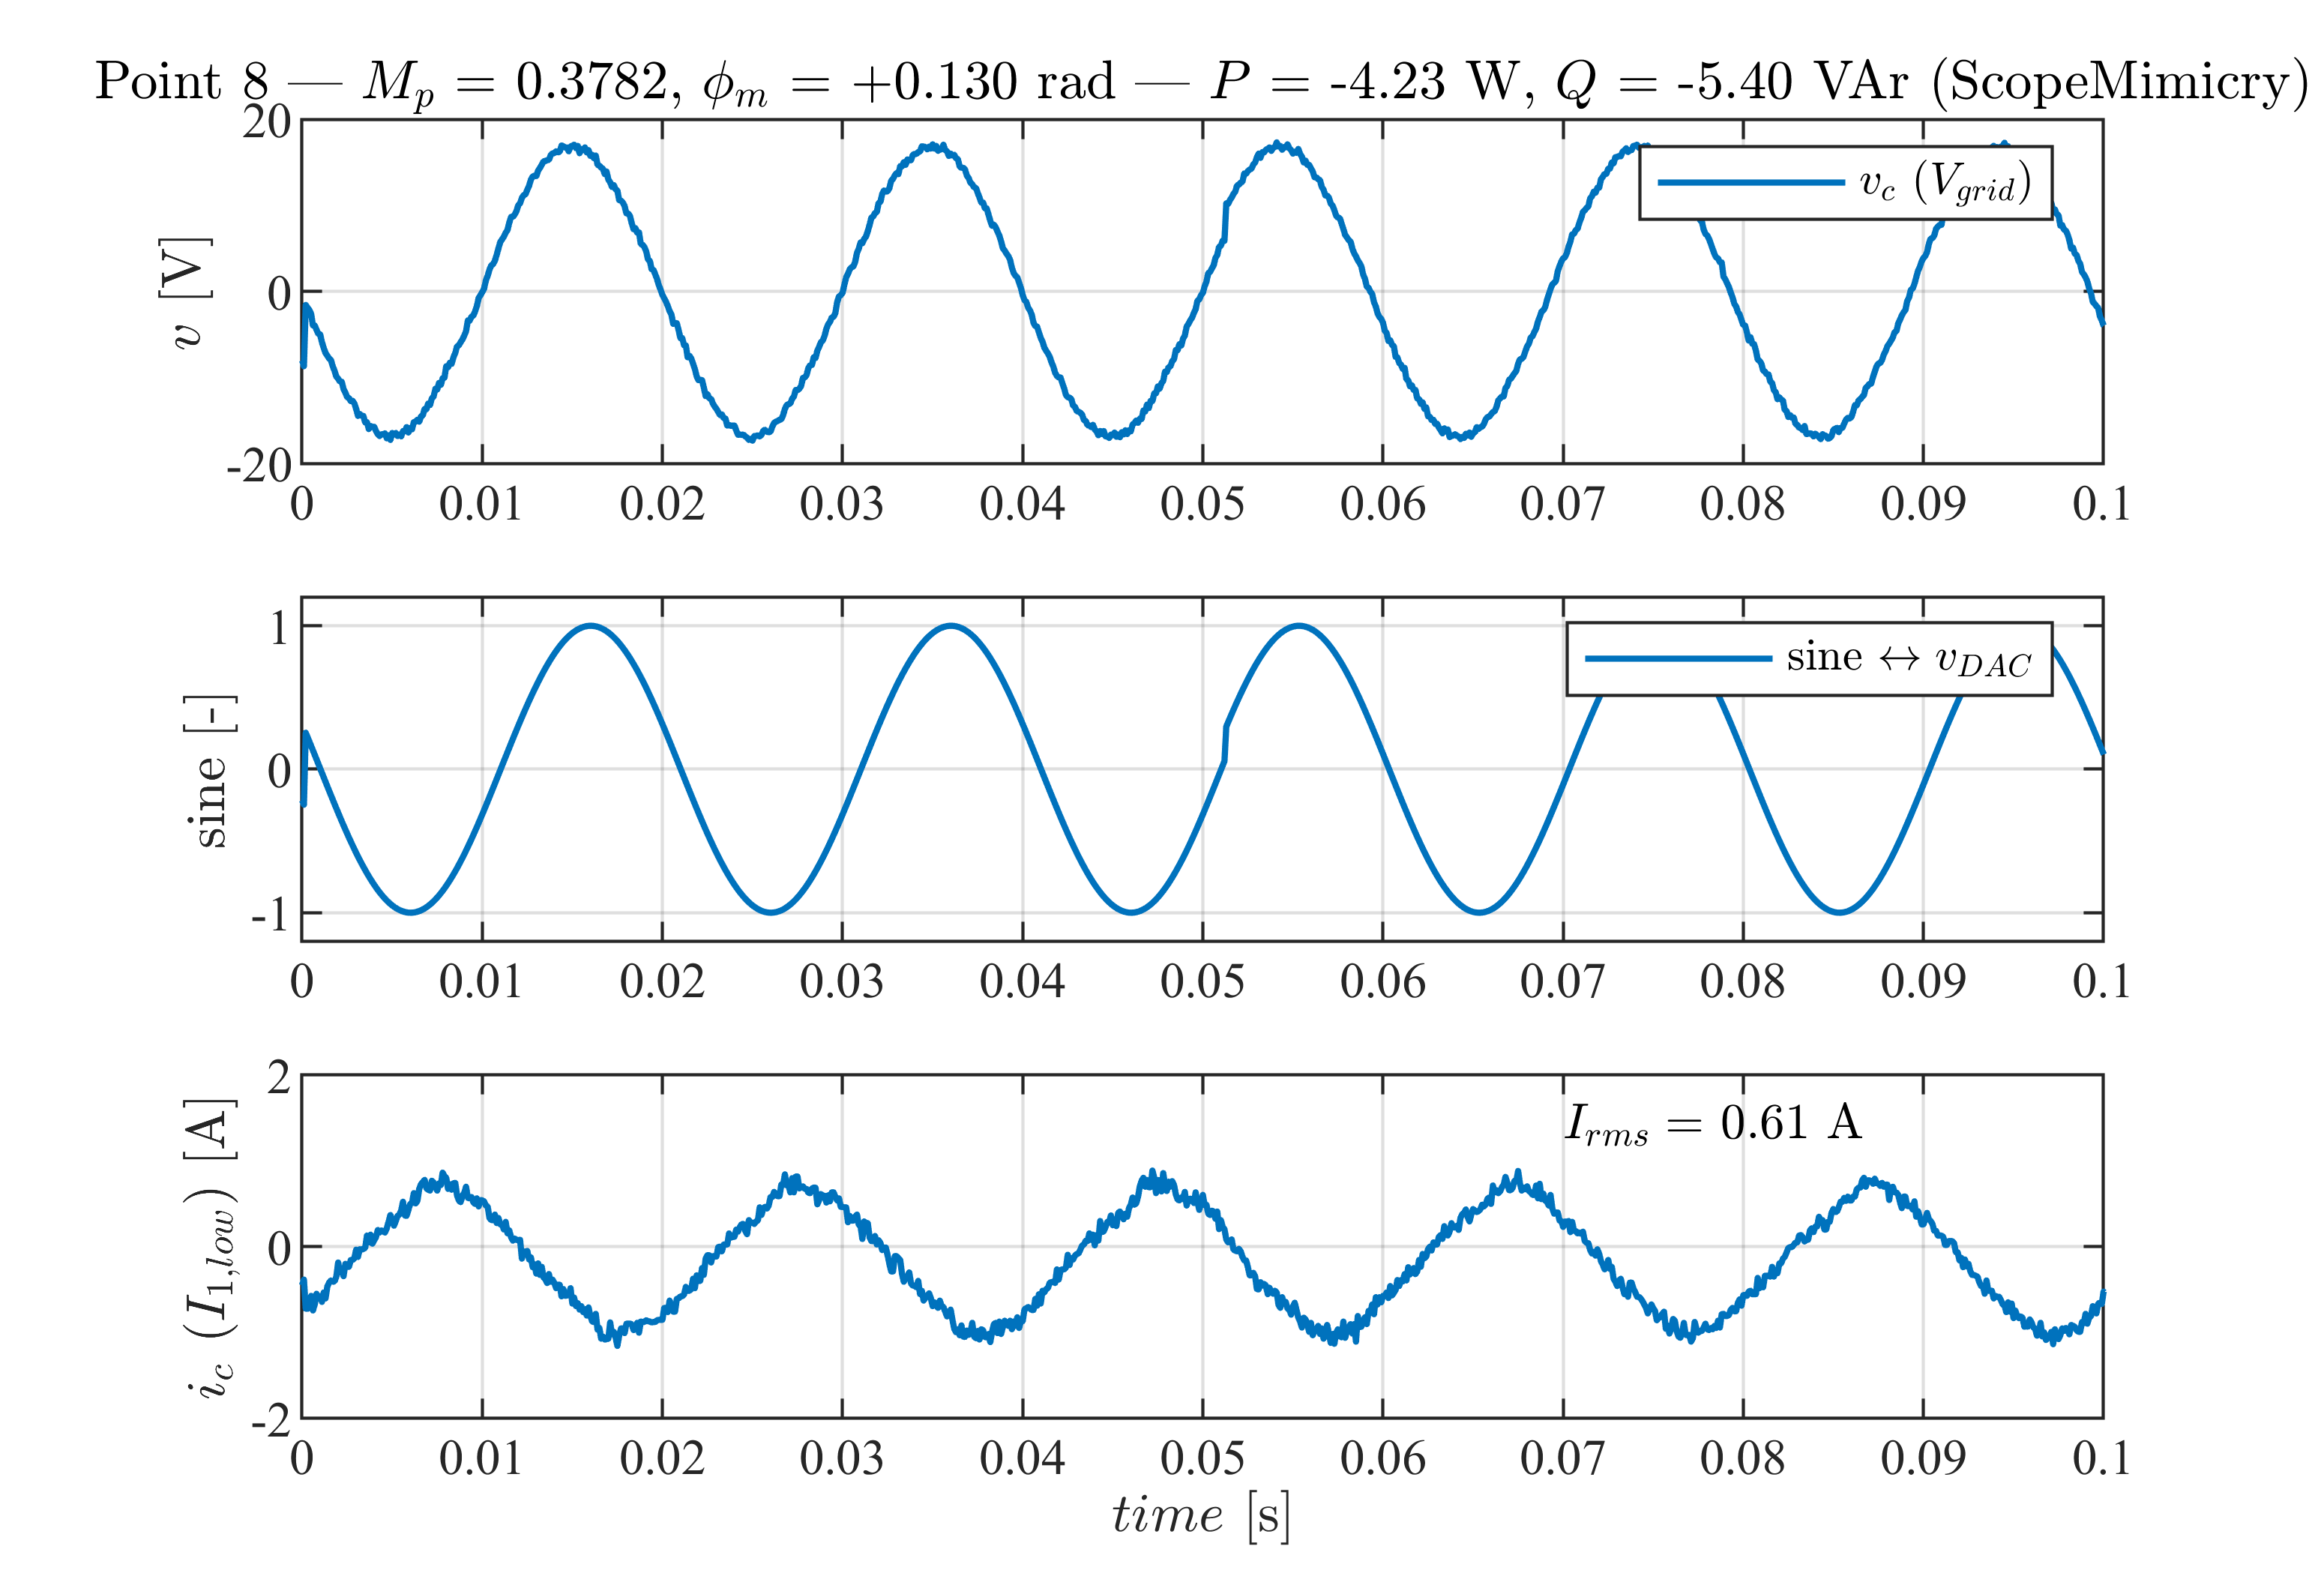 Point 8 — M_p = 0.3782, ϕ_m = +0.130 rad — P = -4.23 W, Q = -5.40 VAr (ScopeMimicry)
v [V]
20
0
-20
v_c (V_grid)
0 0.01 0.02 0.03 0.04 0.05 0.06 0.07 0.08 0.09 0.1
sine [-]
1
0
-1
sine ↔ v_DAC
0 0.01 0.02 0.03 0.04 0.05 0.06 0.07 0.08 0.09 0.1
i_c (I_1,low) [A]
2
0
-2
I_rms = 0.61 A
0 0.01 0.02 0.03 0.04 0.05 0.06 0.07 0.08 0.09 0.1
time [s]